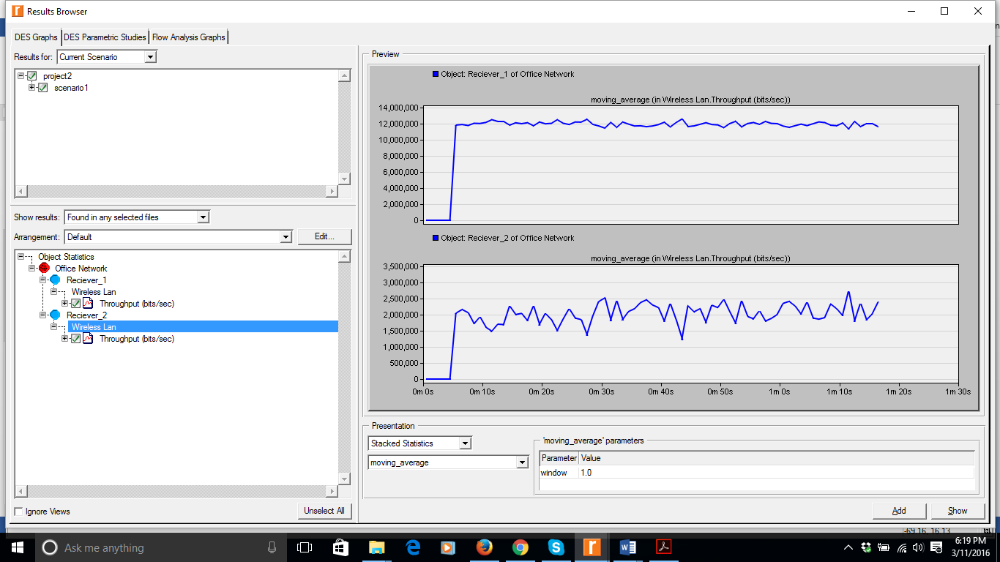 Results Browser
DES Graphs DES Parametric Studies Flow Analysis Graphs
Results for: Current Scenario
project2
scenario1
Show results: Found in any selected files
Arrangement: Default Edit...
Object Statistics
Office Network
Reciever_1
Wireless Lan
Throughput (bits/sec)
Reciever_2
Wireless Lan
Throughput (bits/sec)
Ignore Views Unselect All
Preview
Object: Reciever_1 of Office Network
moving_average (in Wireless Lan.Throughput (bits/sec))
14,000,000
12,000,000
10,000,000
8,000,000
6,000,000
4,000,000
2,000,000
0
Object: Reciever_2 of Office Network
moving_average (in Wireless Lan.Throughput (bits/sec))
3,500,000
3,000,000
2,500,000
2,000,000
1,500,000
1,000,000
500,000
0
0m 0s 0m 10s 0m 20s 0m 30s 0m 40s 0m 50s 1m 0s 1m 10s 1m 20s 1m 30s
Presentation
Stacked Statistics
moving_average
'moving_average' parameters
Parameter Value
window 1.0
Add Show
-69.16, 16.13
Ask me anything
6:19 PM
3/11/2016